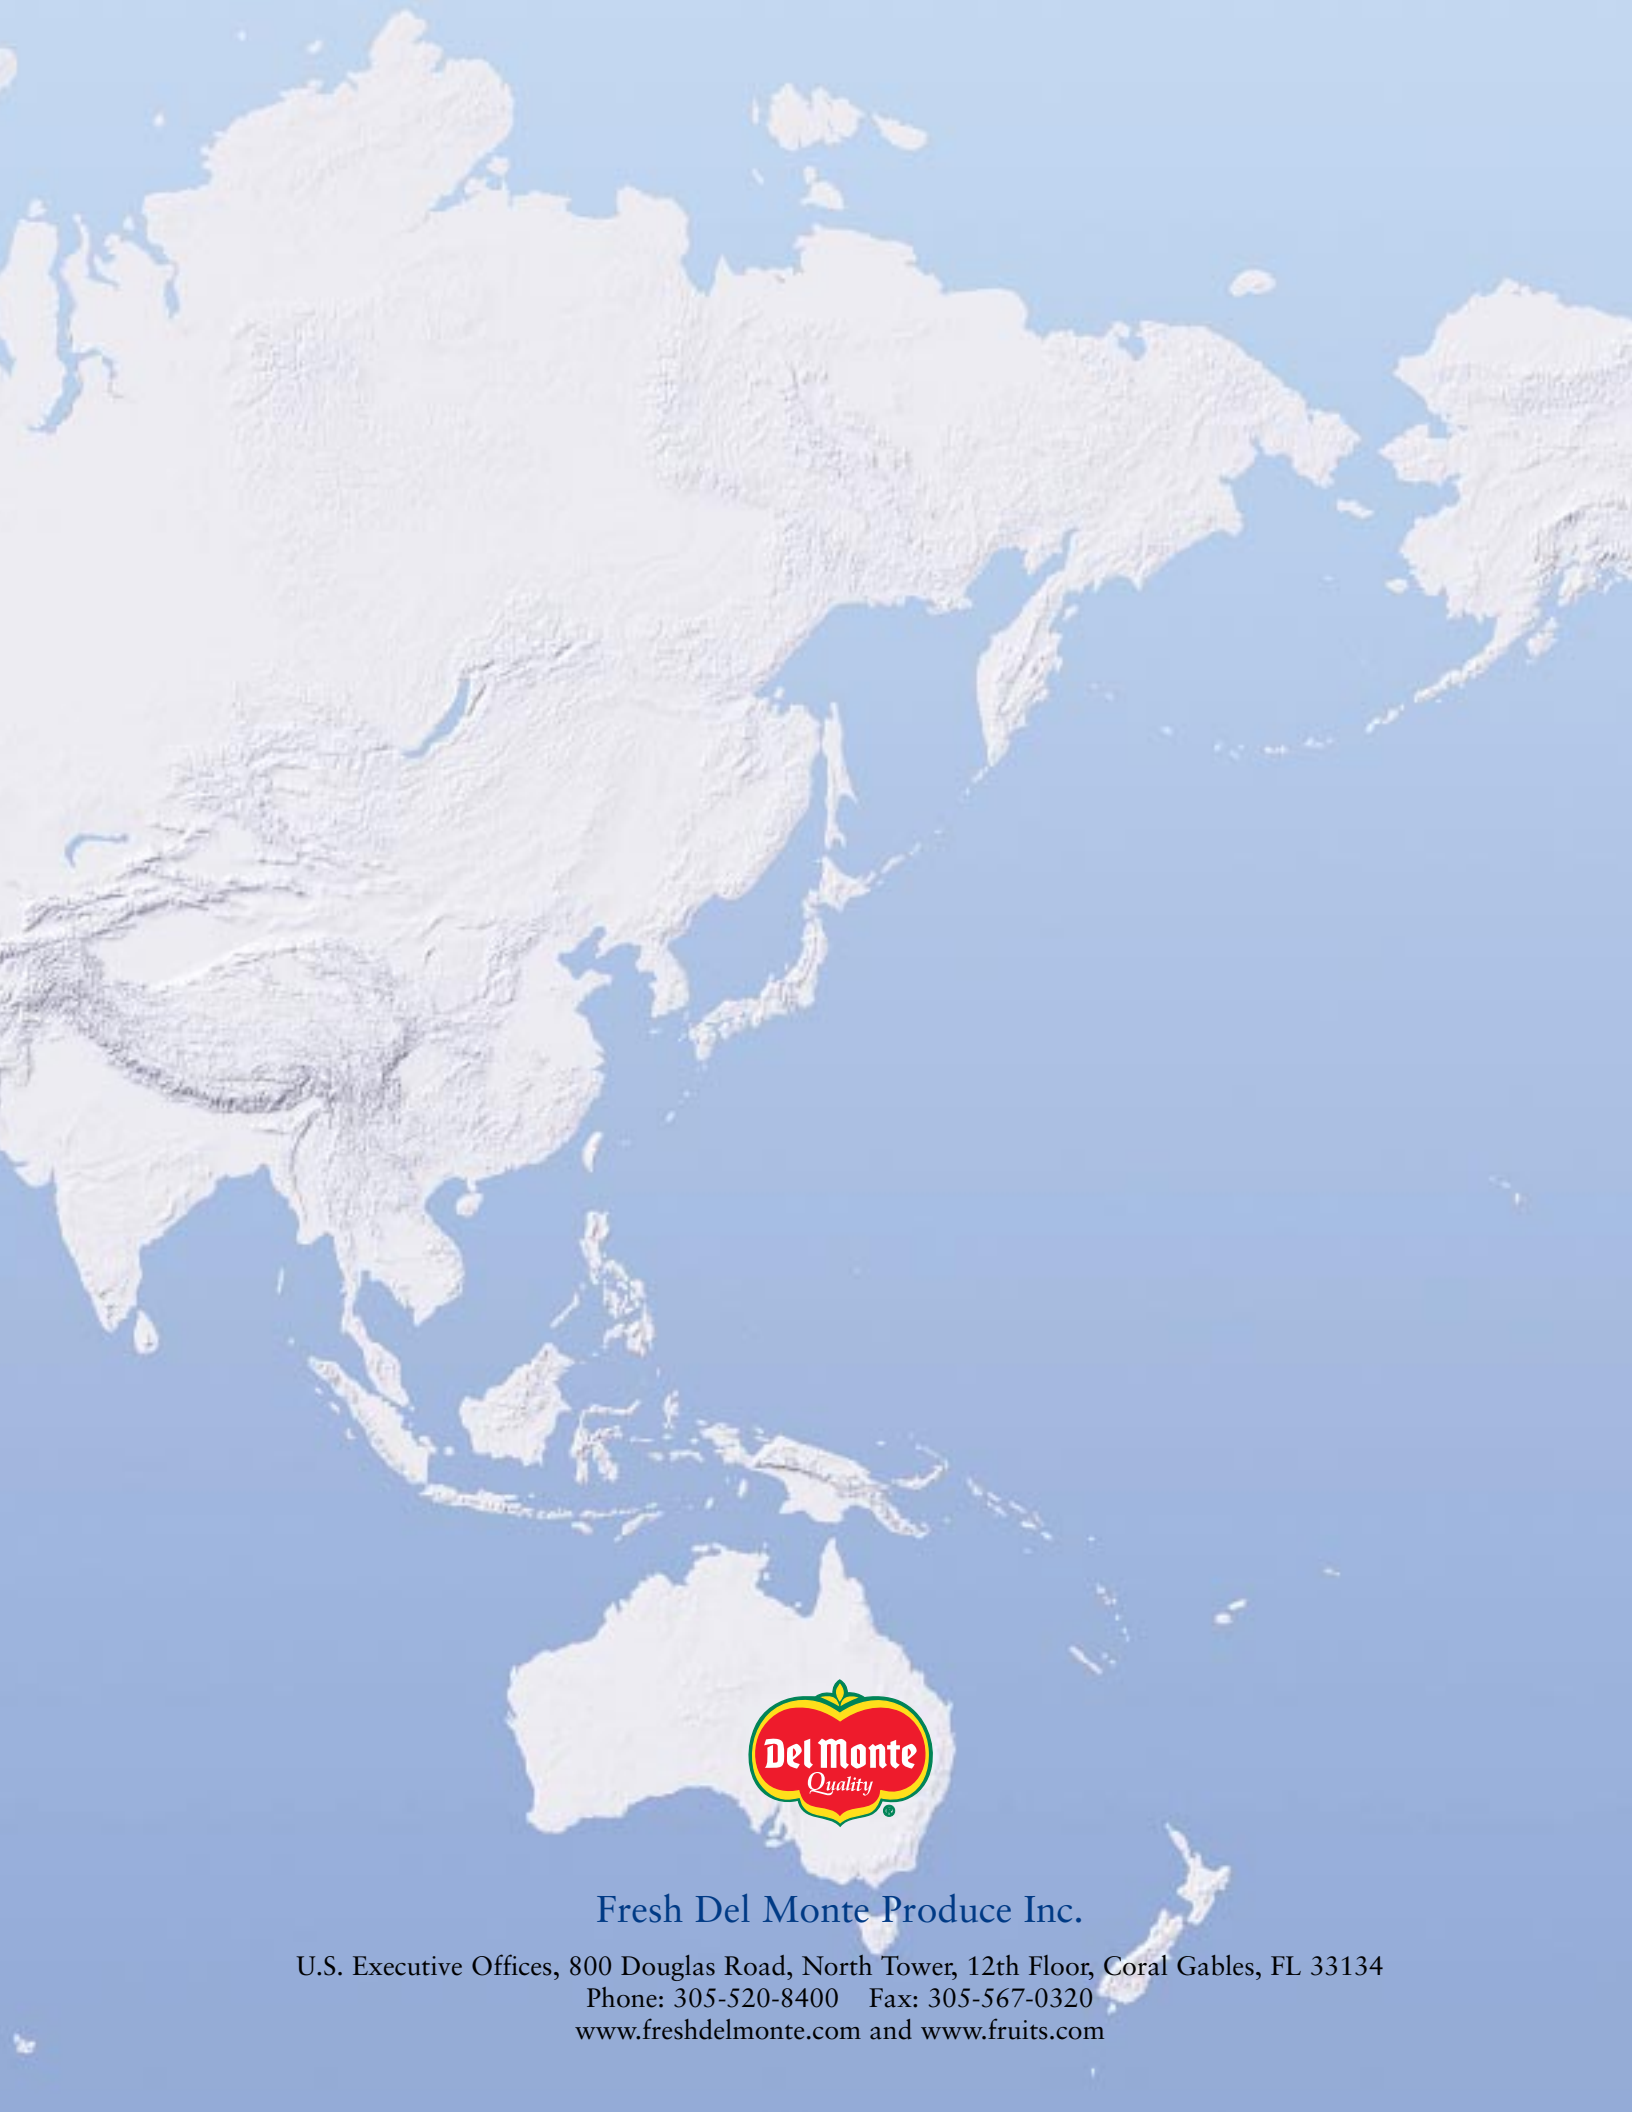 Del Monte
Quality
®
Fresh Del Monte Produce Inc.
U.S. Executive Offices, 800 Douglas Road, North Tower, 12th Floor, Coral Gables, FL 33134
Phone: 305-520-8400 Fax: 305-567-0320
www.freshdelmonte.com and www.fruits.com